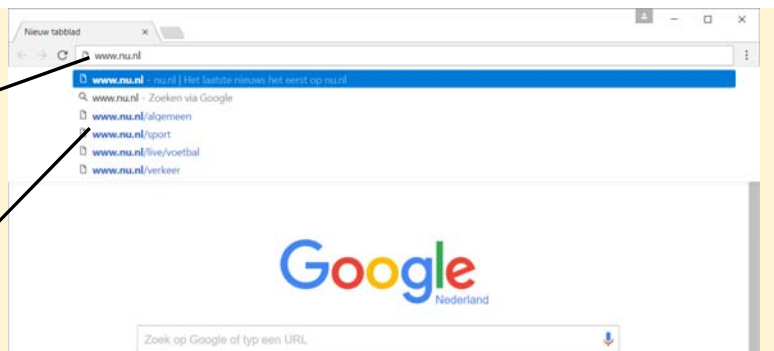 Nieuw tabblad
www.nu.nl
www.nu.nl - nu.nl | Het laatste nieuws het eerst op nu.nl
www.nu.nl - Zoeken via Google
www.nu.nl/algemeen
www.nu.nl/sport
www.nu.nl/live/voetbal
www.nu.nl/verkeer
Google
Nederland
Zoek op Google of typ een URL